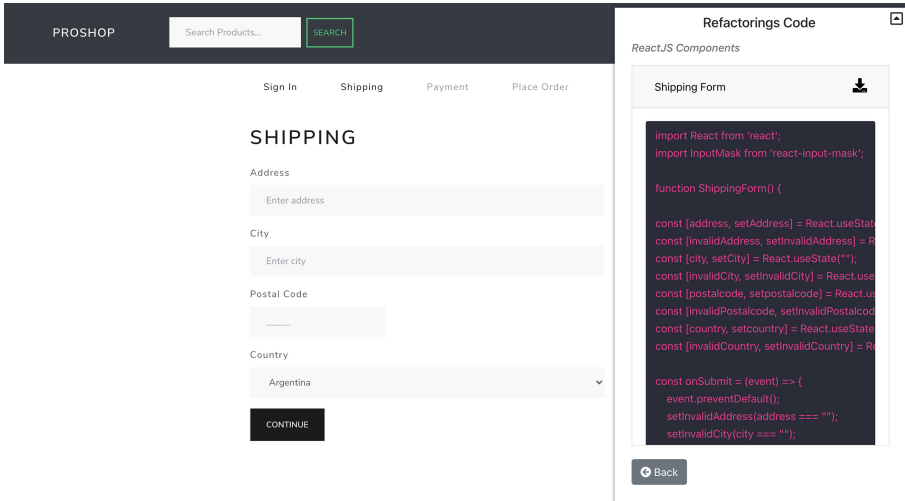 PROSHOP
Search Products...
SEARCH
Sign In
Shipping
Payment
Place Order
SHIPPING
Address
Enter address
City
Enter city
Postal Code
_____
Country
Argentina
CONTINUE
Refactorings Code
ReactJS Components
Shipping Form
import React from 'react';
import InputMask from 'react-input-mask';
function ShippingForm() {
const [address, setAddress] = React.useStat
const [invalidAddress, setInvalidAddress] = R
const [city, setCity] = React.useState("");
const [invalidCity, setInvalidCity] = React.use
const [postalcode, setpostalcode] = React.us
const [invalidPostalcode, setInvalidPostalcod
const [country, setcountry] = React.useState
const [invalidCountry, setInvalidCountry] = Re
const onSubmit = (event) => {
event.preventDefault();
setInvalidAddress(address === "");
setInvalidCity(city === "");
Back